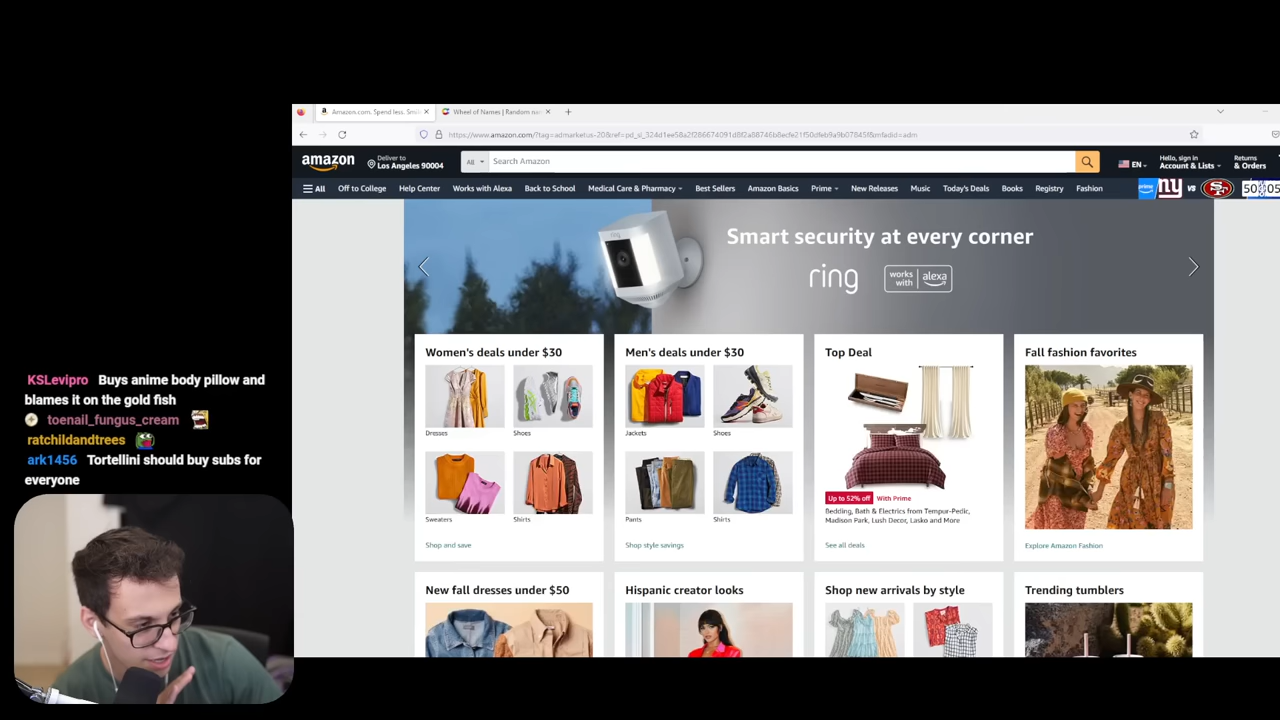 Amazon.com. Spend less. Smi
Wheel of Names | Random na
amazon
Deliver to
Los Angeles 90004
All
Search Amazon
EN
Hello, sign in
Account & Lists
Returns
& Orders
All
Off to College
Help Center
Works with Alexa
Back to School
Medical Care & Pharmacy
Best Sellers
Amazon Basics
Prime
New Releases
Music
Today's Deals
Books
Registry
Fashion
prime
ny
VS
SF
ring
Smart security at every corner
ring
works
with
alexa
Women's deals under $30
Dresses
Shoes
Sweaters
Shirts
Shop and save
Men's deals under $30
Jackets
Shoes
Pants
Shirts
Shop style savings
Top Deal
Up to 52% off
With Prime
Bedding, Bath & Electrics from Tempur-Pedic,
Madison Park, Lush Decor, Lasko and More
See all deals
Fall fashion favorites
Explore Amazon Fashion
New fall dresses under $50
Hispanic creator looks
Shop new arrivals by style
Trending tumblers
KSLevipro Buys anime body pillow and
blames it on the gold fish
toenail_fungus_cream
ratchildandtrees
ark1456 Tortellini should buy subs for
everyone